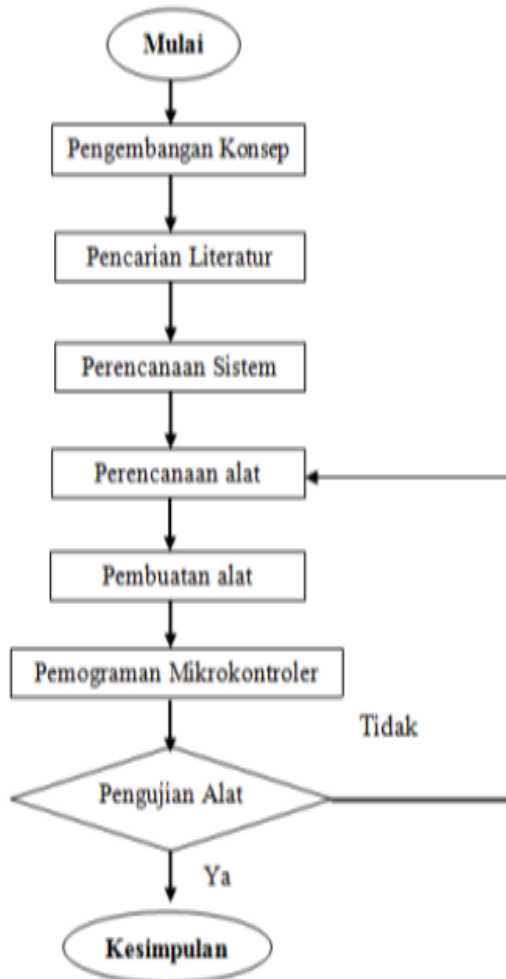 Mulai
Pengembangan Konsep
Pencarian Literatur
Perencanaan Sistem
Perencanaan alat
Pembuatan alat
Pemograman Mikrokontroler
Tidak
Pengujian Alat
Ya
Kesimpulan